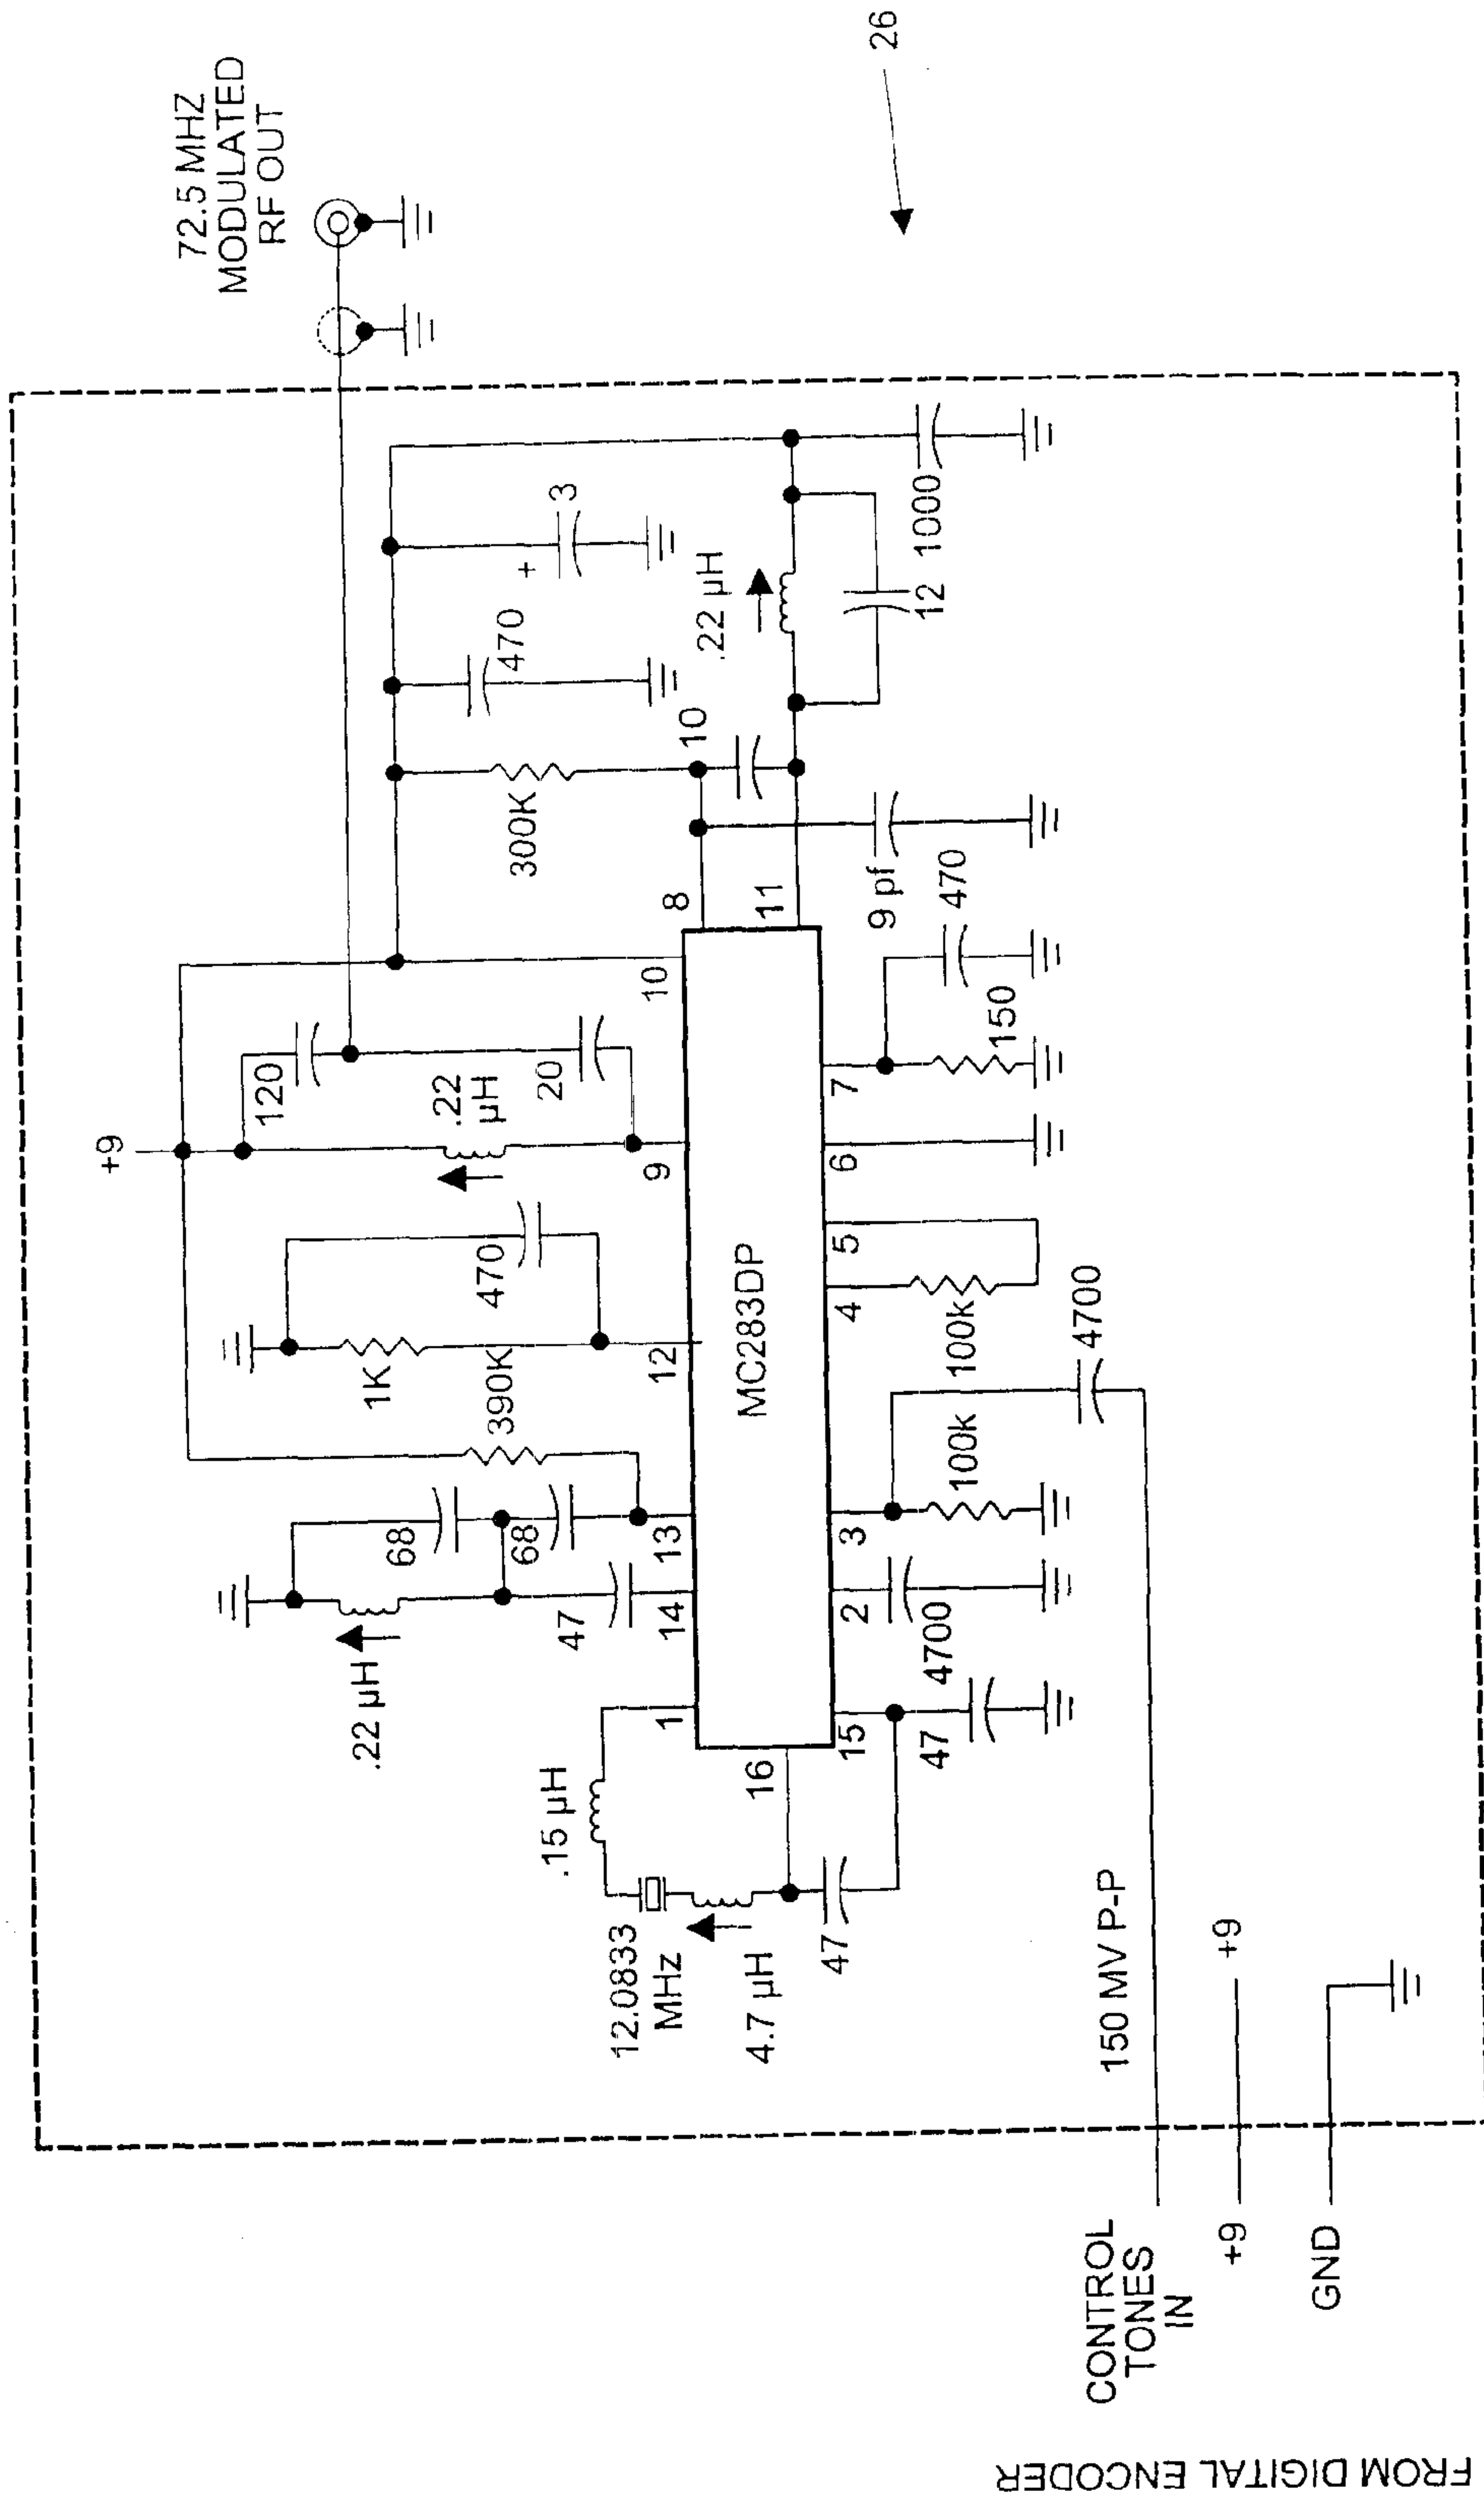 72.5 MHZ
MODULATED
RF OUT
26
+9
120
.22
µH
20
470
1K
390K
68
68
.22 µH
47
300K
470
+
3
10
.22 µH
12
1000
9 pf
1
14
13
12
9
10
8
11
MC283DP
16
15
2
3
4
5
6
7
.15 µH
12.0833
MHz
4.7 µH
47
47
4700
100k
100k
4700
150
470
150 MV P-P
CONTROL
TONES
IN
+9
+9
GND
FROM DIGITAL ENCODER